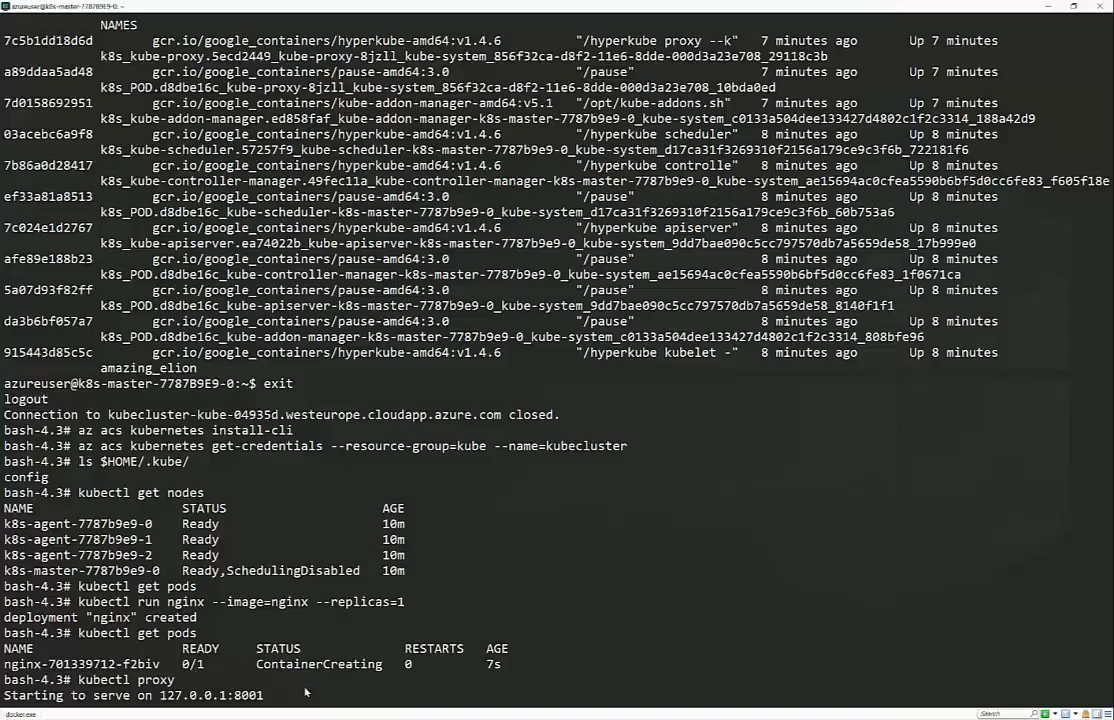 azureuser@k8s-master-7787B9E9-0: ~
NAMES
7c5b1dd18d6d gcr.io/google_containers/hyperkube-amd64:v1.4.6 "/hyperkube proxy --k" 7 minutes ago Up 7 minutes
k8s_kube-proxy.5ecd2449_kube-proxy-8jzll_kube-system_856f32ca-d8f2-11e6-8dde-000d3a23e708_29118c3b
a89ddaa5ad48 gcr.io/google_containers/pause-amd64:3.0 "/pause" 7 minutes ago Up 7 minutes
k8s_POD.d8dbe16c_kube-proxy-8jzll_kube-system_856f32ca-d8f2-11e6-8dde-000d3a23e708_10bda0ed
7d0158692951 gcr.io/google_containers/kube-addon-manager-amd64:v5.1 "/opt/kube-addons.sh" 7 minutes ago Up 7 minutes
k8s_kube-addon-manager.ed858faf_kube-addon-manager-k8s-master-7787b9e9-0_kube-system_c0133a504dee133427d4802c1f2c3314_188a42d9
03acebc6a9f8 gcr.io/google_containers/hyperkube-amd64:v1.4.6 "/hyperkube scheduler" 8 minutes ago Up 8 minutes
k8s_kube-scheduler.57257f9_kube-scheduler-k8s-master-7787b9e9-0_kube-system_d17ca31f3269310f2156a179ce9c3f6b_722181f6
7b86a0d28417 gcr.io/google_containers/hyperkube-amd64:v1.4.6 "/hyperkube controlle" 8 minutes ago Up 8 minutes
k8s_kube-controller-manager.49fec11a_kube-controller-manager-k8s-master-7787b9e9-0_kube-system_ae15694ac0cfea5590b6bf5d0cc6fe83_f605f18e
ef33a81a8513 gcr.io/google_containers/pause-amd64:3.0 "/pause" 8 minutes ago Up 8 minutes
k8s_POD.d8dbe16c_kube-scheduler-k8s-master-7787b9e9-0_kube-system_d17ca31f3269310f2156a179ce9c3f6b_60b753a6
7c024e1d2767 gcr.io/google_containers/hyperkube-amd64:v1.4.6 "/hyperkube apiserver" 8 minutes ago Up 8 minutes
k8s_kube-apiserver.ea74022b_kube-apiserver-k8s-master-7787b9e9-0_kube-system_9dd7bae090c5cc797570db7a5659de58_17b999e0
afe89e188b23 gcr.io/google_containers/pause-amd64:3.0 "/pause" 8 minutes ago Up 8 minutes
k8s_POD.d8dbe16c_kube-controller-manager-k8s-master-7787b9e9-0_kube-system_ae15694ac0cfea5590b6bf5d0cc6fe83_1f0671ca
5a07d93f82ff gcr.io/google_containers/pause-amd64:3.0 "/pause" 8 minutes ago Up 8 minutes
k8s_POD.d8dbe16c_kube-apiserver-k8s-master-7787b9e9-0_kube-system_9dd7bae090c5cc797570db7a5659de58_8140f1f1
da3b6bf057a7 gcr.io/google_containers/pause-amd64:3.0 "/pause" 8 minutes ago Up 8 minutes
k8s_POD.d8dbe16c_kube-addon-manager-k8s-master-7787b9e9-0_kube-system_c0133a504dee133427d4802c1f2c3314_808bfe96
915443d85c5c gcr.io/google_containers/hyperkube-amd64:v1.4.6 "/hyperkube kubelet -" 8 minutes ago Up 8 minutes
amazing_elion
azureuser@k8s-master-7787B9E9-0:~$ exit
logout
Connection to kubecluster-kube-04935d.westeurope.cloudapp.azure.com closed.
bash-4.3# az acs kubernetes install-cli
bash-4.3# az acs kubernetes get-credentials --resource-group=kube --name=kubecluster
bash-4.3# ls $HOME/.kube/
config
bash-4.3# kubectl get nodes
NAME STATUS AGE
k8s-agent-7787b9e9-0 Ready 10m
k8s-agent-7787b9e9-1 Ready 10m
k8s-agent-7787b9e9-2 Ready 10m
k8s-master-7787b9e9-0 Ready,SchedulingDisabled 10m
bash-4.3# kubectl get pods
bash-4.3# kubectl run nginx --image=nginx --replicas=1
deployment "nginx" created
bash-4.3# kubectl get pods
NAME READY STATUS RESTARTS AGE
nginx-701339712-f2biv 0/1 ContainerCreating 0 7s
bash-4.3# kubectl proxy
Starting to serve on 127.0.0.1:8001
docker.exe Search